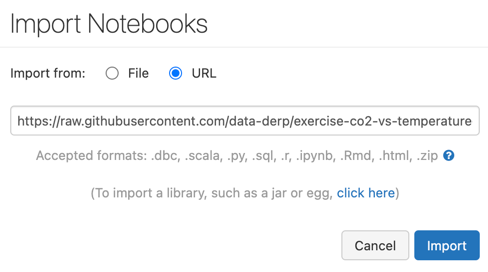 Import Notebooks
Import from: File URL
https://raw.githubusercontent.com/data-derp/exercise-co2-vs-temperature
Accepted formats: .dbc, .scala, .py, .sql, .r, .ipynb, .Rmd, .html, .zip ?
(To import a library, such as a jar or egg, click here)
Cancel Import